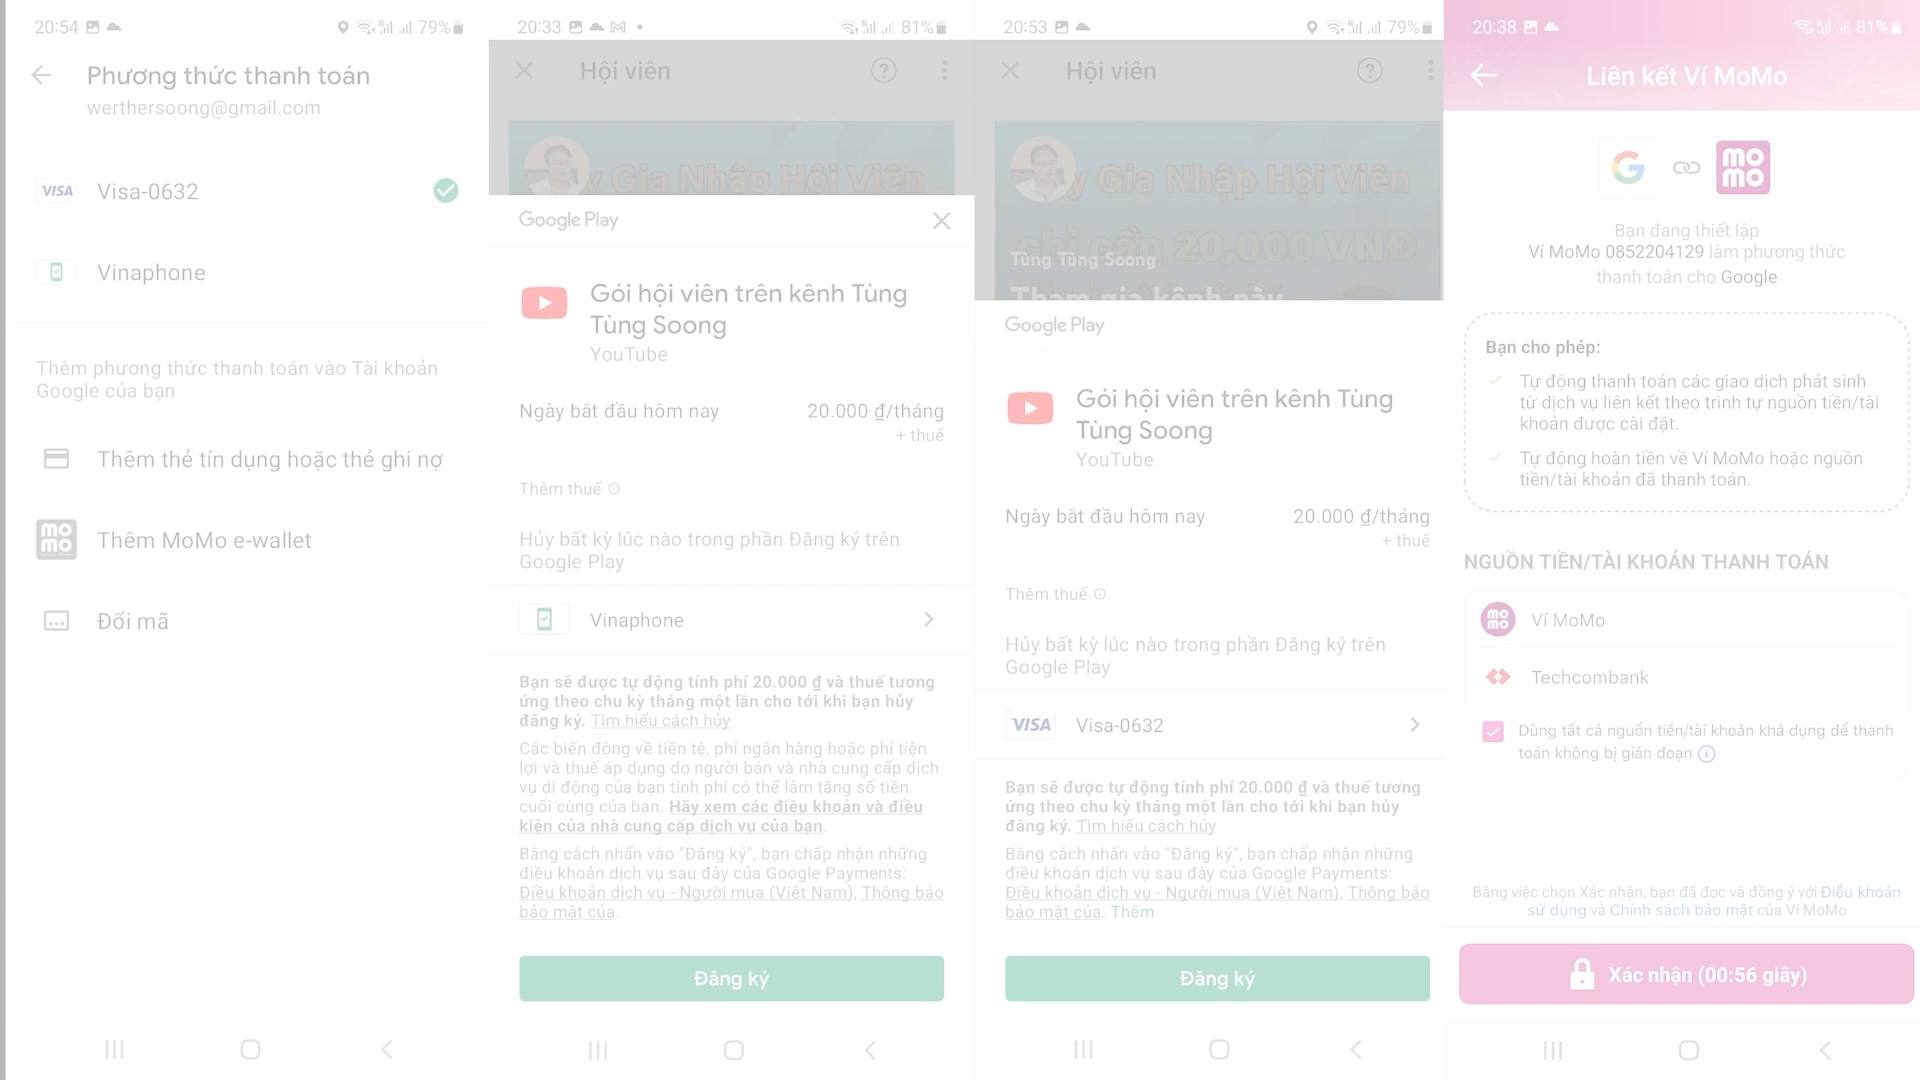 20:54
79%
Phương thức thanh toán
werthersoong@gmail.com
VISA Visa-0632
Vinaphone
Thêm phương thức thanh toán vào Tài khoản
Google của bạn
Thêm thẻ tín dụng hoặc thẻ ghi nợ
mo
mo
Thêm MoMo e-wallet
Đổi mã
20:33
81%
Hội viên
y Gia Nhập Hội Viên
Google Play
Gói hội viên trên kênh Tùng
Tùng Soong
YouTube
Ngày bắt đầu hôm nay 20.000 ₫/tháng
+ thuế
Thêm thuế
Hủy bất kỳ lúc nào trong phần Đăng ký trên
Google Play
Vinaphone
Bạn sẽ được tự động tính phí 20.000 ₫ và thuế tương
ứng theo chu kỳ tháng một lần cho tới khi bạn hủy
đăng ký. Tìm hiểu cách hủy
Các biến động về tiền tệ, phí ngân hàng hoặc phí tiện
lợi và thuế áp dụng do người bán và nhà cung cấp dịch
vụ di động của bạn tính phí có thể làm tăng số tiền
cuối cùng của bạn. Hãy xem các điều khoản và điều
kiện của nhà cung cấp dịch vụ của bạn.
Bằng cách nhấn vào "Đăng ký", bạn chấp nhận những
điều khoản dịch vụ sau đây của Google Payments:
Điều khoản dịch vụ - Người mua (Việt Nam), Thông báo
bảo mật của.
Đăng ký
20:53
79%
Hội viên
y Gia Nhập Hội Viên
chỉ cần 20,000 VNĐ
Tùng Tùng Soong
Tham gia kênh này
Google Play
Gói hội viên trên kênh Tùng
Tùng Soong
YouTube
Ngày bắt đầu hôm nay 20.000 ₫/tháng
+ thuế
Thêm thuế
Hủy bất kỳ lúc nào trong phần Đăng ký trên
Google Play
VISA Visa-0632
Bạn sẽ được tự động tính phí 20.000 ₫ và thuế tương
ứng theo chu kỳ tháng một lần cho tới khi bạn hủy
đăng ký. Tìm hiểu cách hủy
Bằng cách nhấn vào "Đăng ký", bạn chấp nhận những
điều khoản dịch vụ sau đây của Google Payments:
Điều khoản dịch vụ - Người mua (Việt Nam), Thông báo
bảo mật của. Thêm
Đăng ký
20:38
81%
Liên kết Ví MoMo
G
mo
mo
Bạn đang thiết lập
Ví MoMo 0852204129 làm phương thức
thanh toán cho Google
Bạn cho phép:
Tự động thanh toán các giao dịch phát sinh
từ dịch vụ liên kết theo trình tự nguồn tiền/tài
khoản được cài đặt.
Tự động hoàn tiền về Ví MoMo hoặc nguồn
tiền/tài khoản đã thanh toán.
NGUỒN TIỀN/TÀI KHOẢN THANH TOÁN
mo
mo
Ví MoMo
Techcombank
Dùng tất cả nguồn tiền/tài khoản khả dụng để thanh
toán không bị gián đoạn
Bằng việc chọn Xác nhận, bạn đã đọc và đồng ý với Điều khoản
sử dụng và Chính sách bảo mật của Ví MoMo
Xác nhận (00:56 giây)